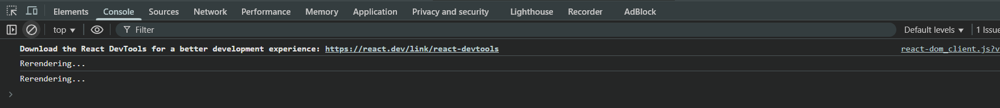 Elements Console Sources Network Performance Memory Application Privacy and security Lighthouse Recorder AdBlock
top Filter Default levels 1 Issue
Download the React DevTools for a better development experience: https://react.dev/link/react-devtools react-dom_client.js?v
Rerendering...
Rerendering...